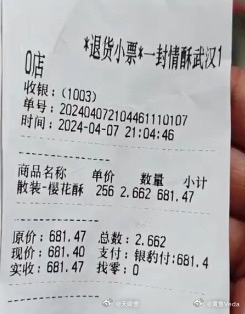 *退货小票*一封情酥武汉1
0店
收银：（1003）
单号：202404072104461110107
时间：2024-04-07 21:04:46
商品名称 单价 数量 小计
散装-樱花酥 256 2.662 681.47
原价：681.47 总数：2.662
现价：681.40 支付：银豹付：681.4
实收：681.47 找零：0